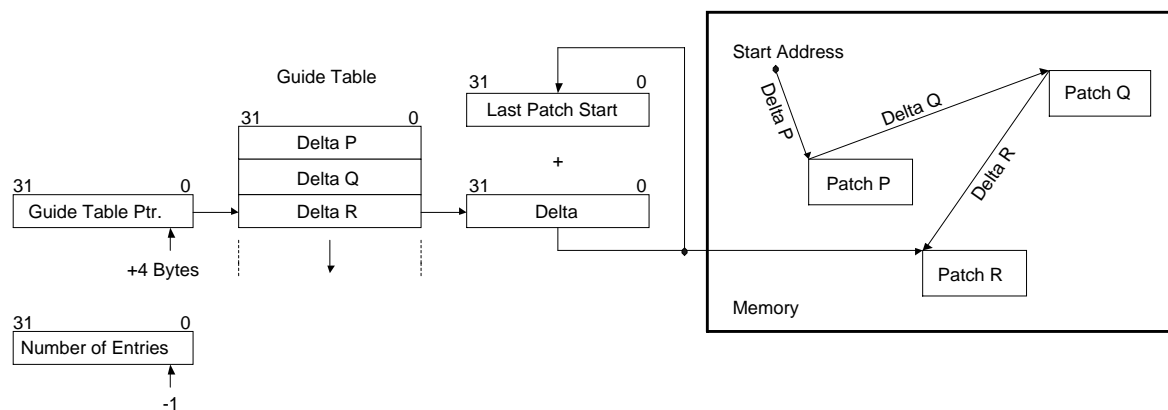 Guide Table
31 0
Delta P
Delta Q
Delta R
31 0
Guide Table Ptr.
+4 Bytes
31 0
Number of Entries
-1
31 0
Last Patch Start
+
31 0
Delta
Start Address
Delta P
Delta Q
Delta R
Patch Q
Patch P
Patch R
Memory